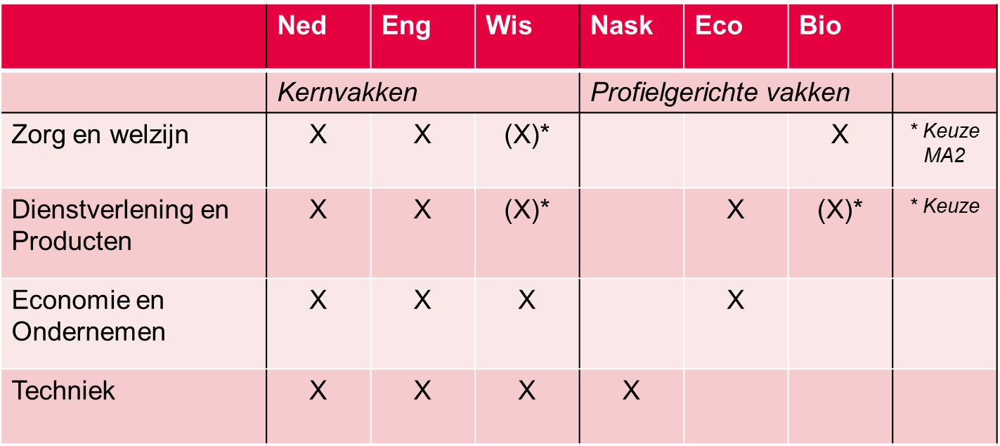 Ned Eng Wis Nask Eco Bio
Kernvakken Profielgerichte vakken
Zorg en welzijn X X (X)* X * Keuze
MA2
Dienstverlening en X X (X)* X (X)* * Keuze
Producten
Economie en X X X X
Ondernemen
Techniek X X X X